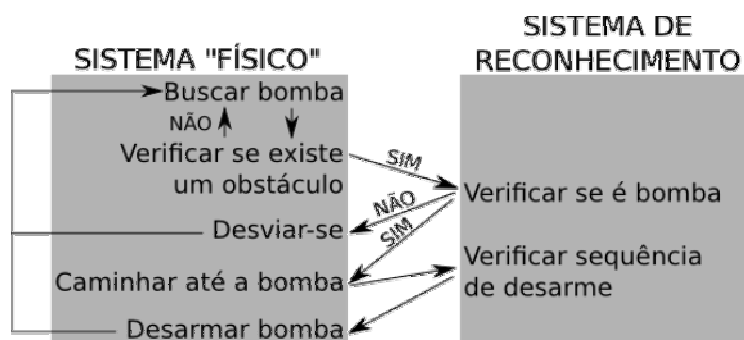 SISTEMA "FÍSICO"
Buscar bomba
NÃO
Verificar se existe
um obstáculo
Desviar-se
Caminhar até a bomba
Desarmar bomba
SIM
NÃO
SIM
SISTEMA DE
RECONHECIMENTO
Verificar se é bomba
Verificar sequência
de desarme